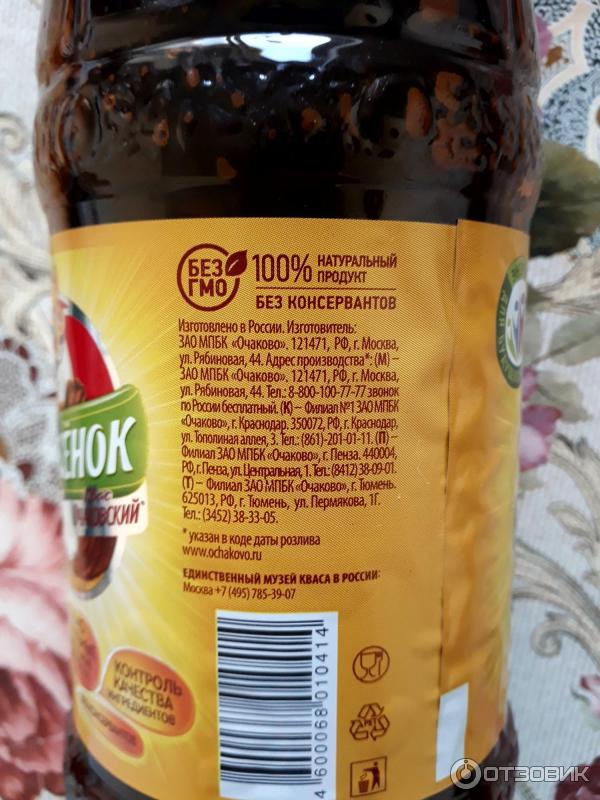 БЕЗ
ГМО
100% НАТУРАЛЬНЫЙ
ПРОДУКТ
БЕЗ КОНСЕРВАНТОВ
Изготовлено в России. Изготовитель:
ЗАО МПБК «Очаково». 121471, РФ, г. Москва,
ул. Рябиновая, 44. Адрес производства*: (М) –
ЗАО МПБК «Очаково». 121471, РФ, г. Москва,
ул. Рябиновая, 44. Тел.: 8-800-100-77-77 звонок
по России бесплатный. (К) – Филиал №1 ЗАО МПБК
«Очаково», г. Краснодар. 350072, РФ, г. Краснодар,
ул. Тополиная аллея, 3. Тел.: (861)-201-01-11. (П) –
Филиал ЗАО МПБК «Очаково», г. Пенза. 440004,
РФ, г. Пенза, ул. Центральная, 1. Тел.: (8412) 38-09-01.
(Т) – Филиал ЗАО МПБК «Очаково», г. Тюмень.
625013, РФ, г. Тюмень, ул. Пермякова, 1Г.
Тел.: (3452) 38-33-05.
* указан в коде даты розлива
www.ochakovo.ru
ЕДИНСТВЕННЫЙ МУЗЕЙ КВАСА В РОССИИ:
Москва +7 (495) 785-39-07
ЕНОК
КОНТРОЛЬ
КАЧЕСТВА
ИНГРЕДИЕНТОВ
4600068010414
ОТЗОВИК